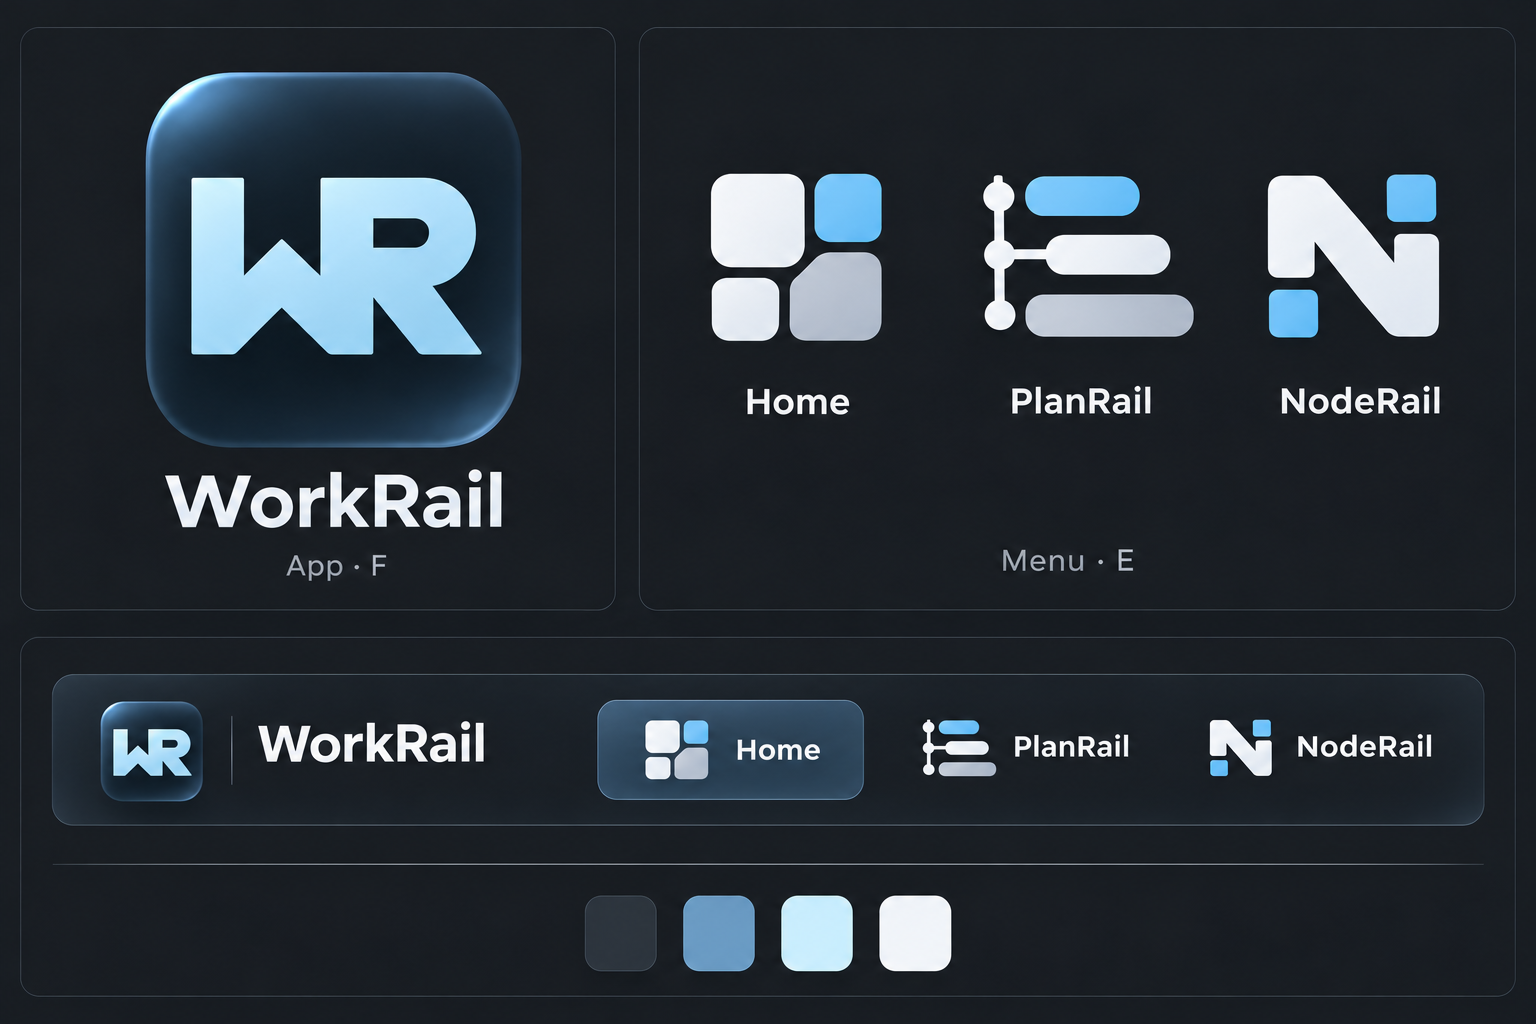 WR
WorkRail
App · F
Home
PlanRail
NodeRail
Menu · E
WR
WorkRail
Home
PlanRail
NodeRail